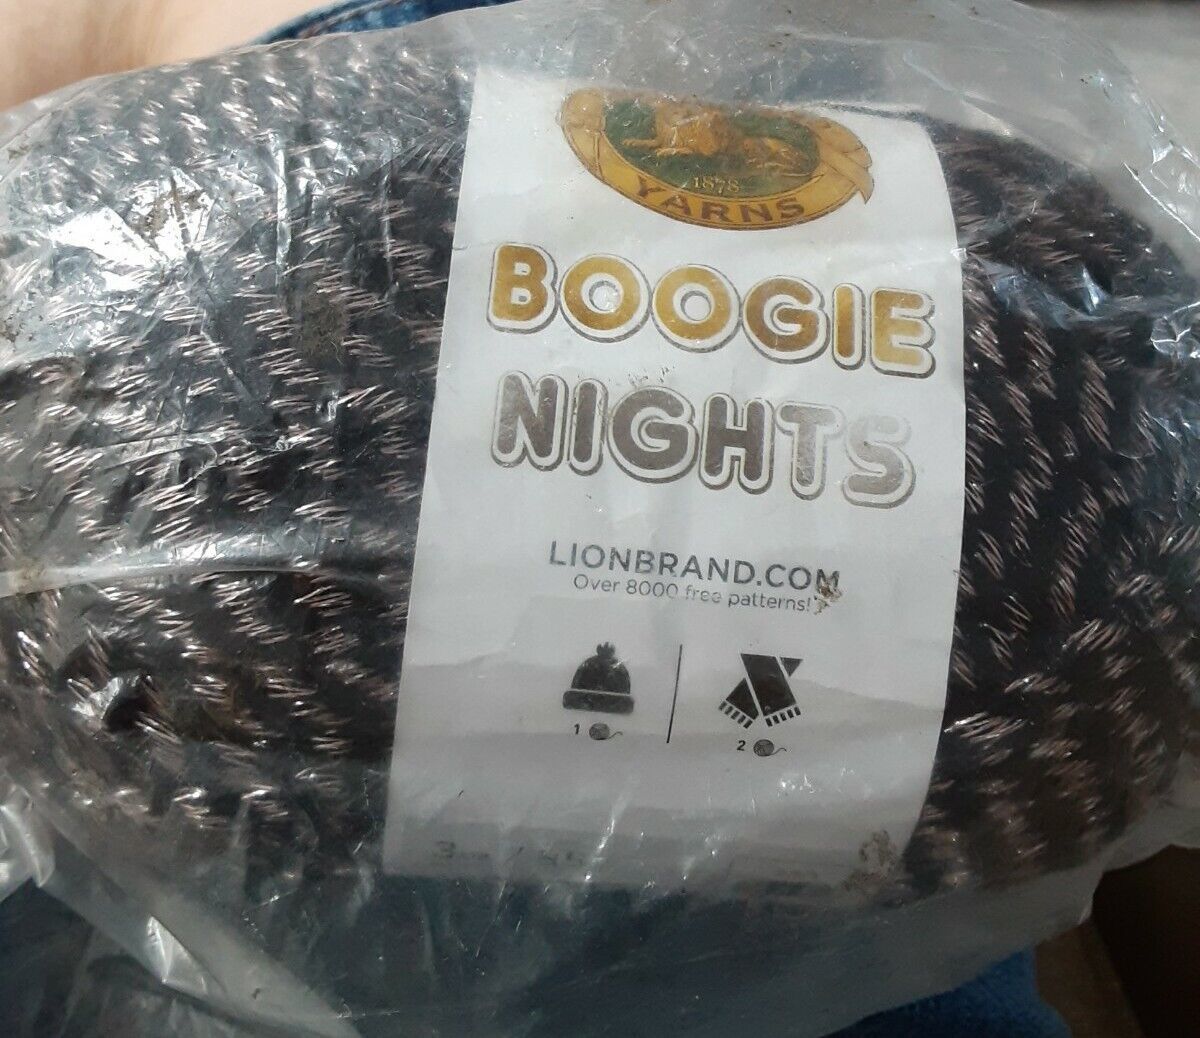 1878
YARNS
BOOGIE
NIGHTS
LIONBRAND.COM
Over 8000 free patterns!
1
2